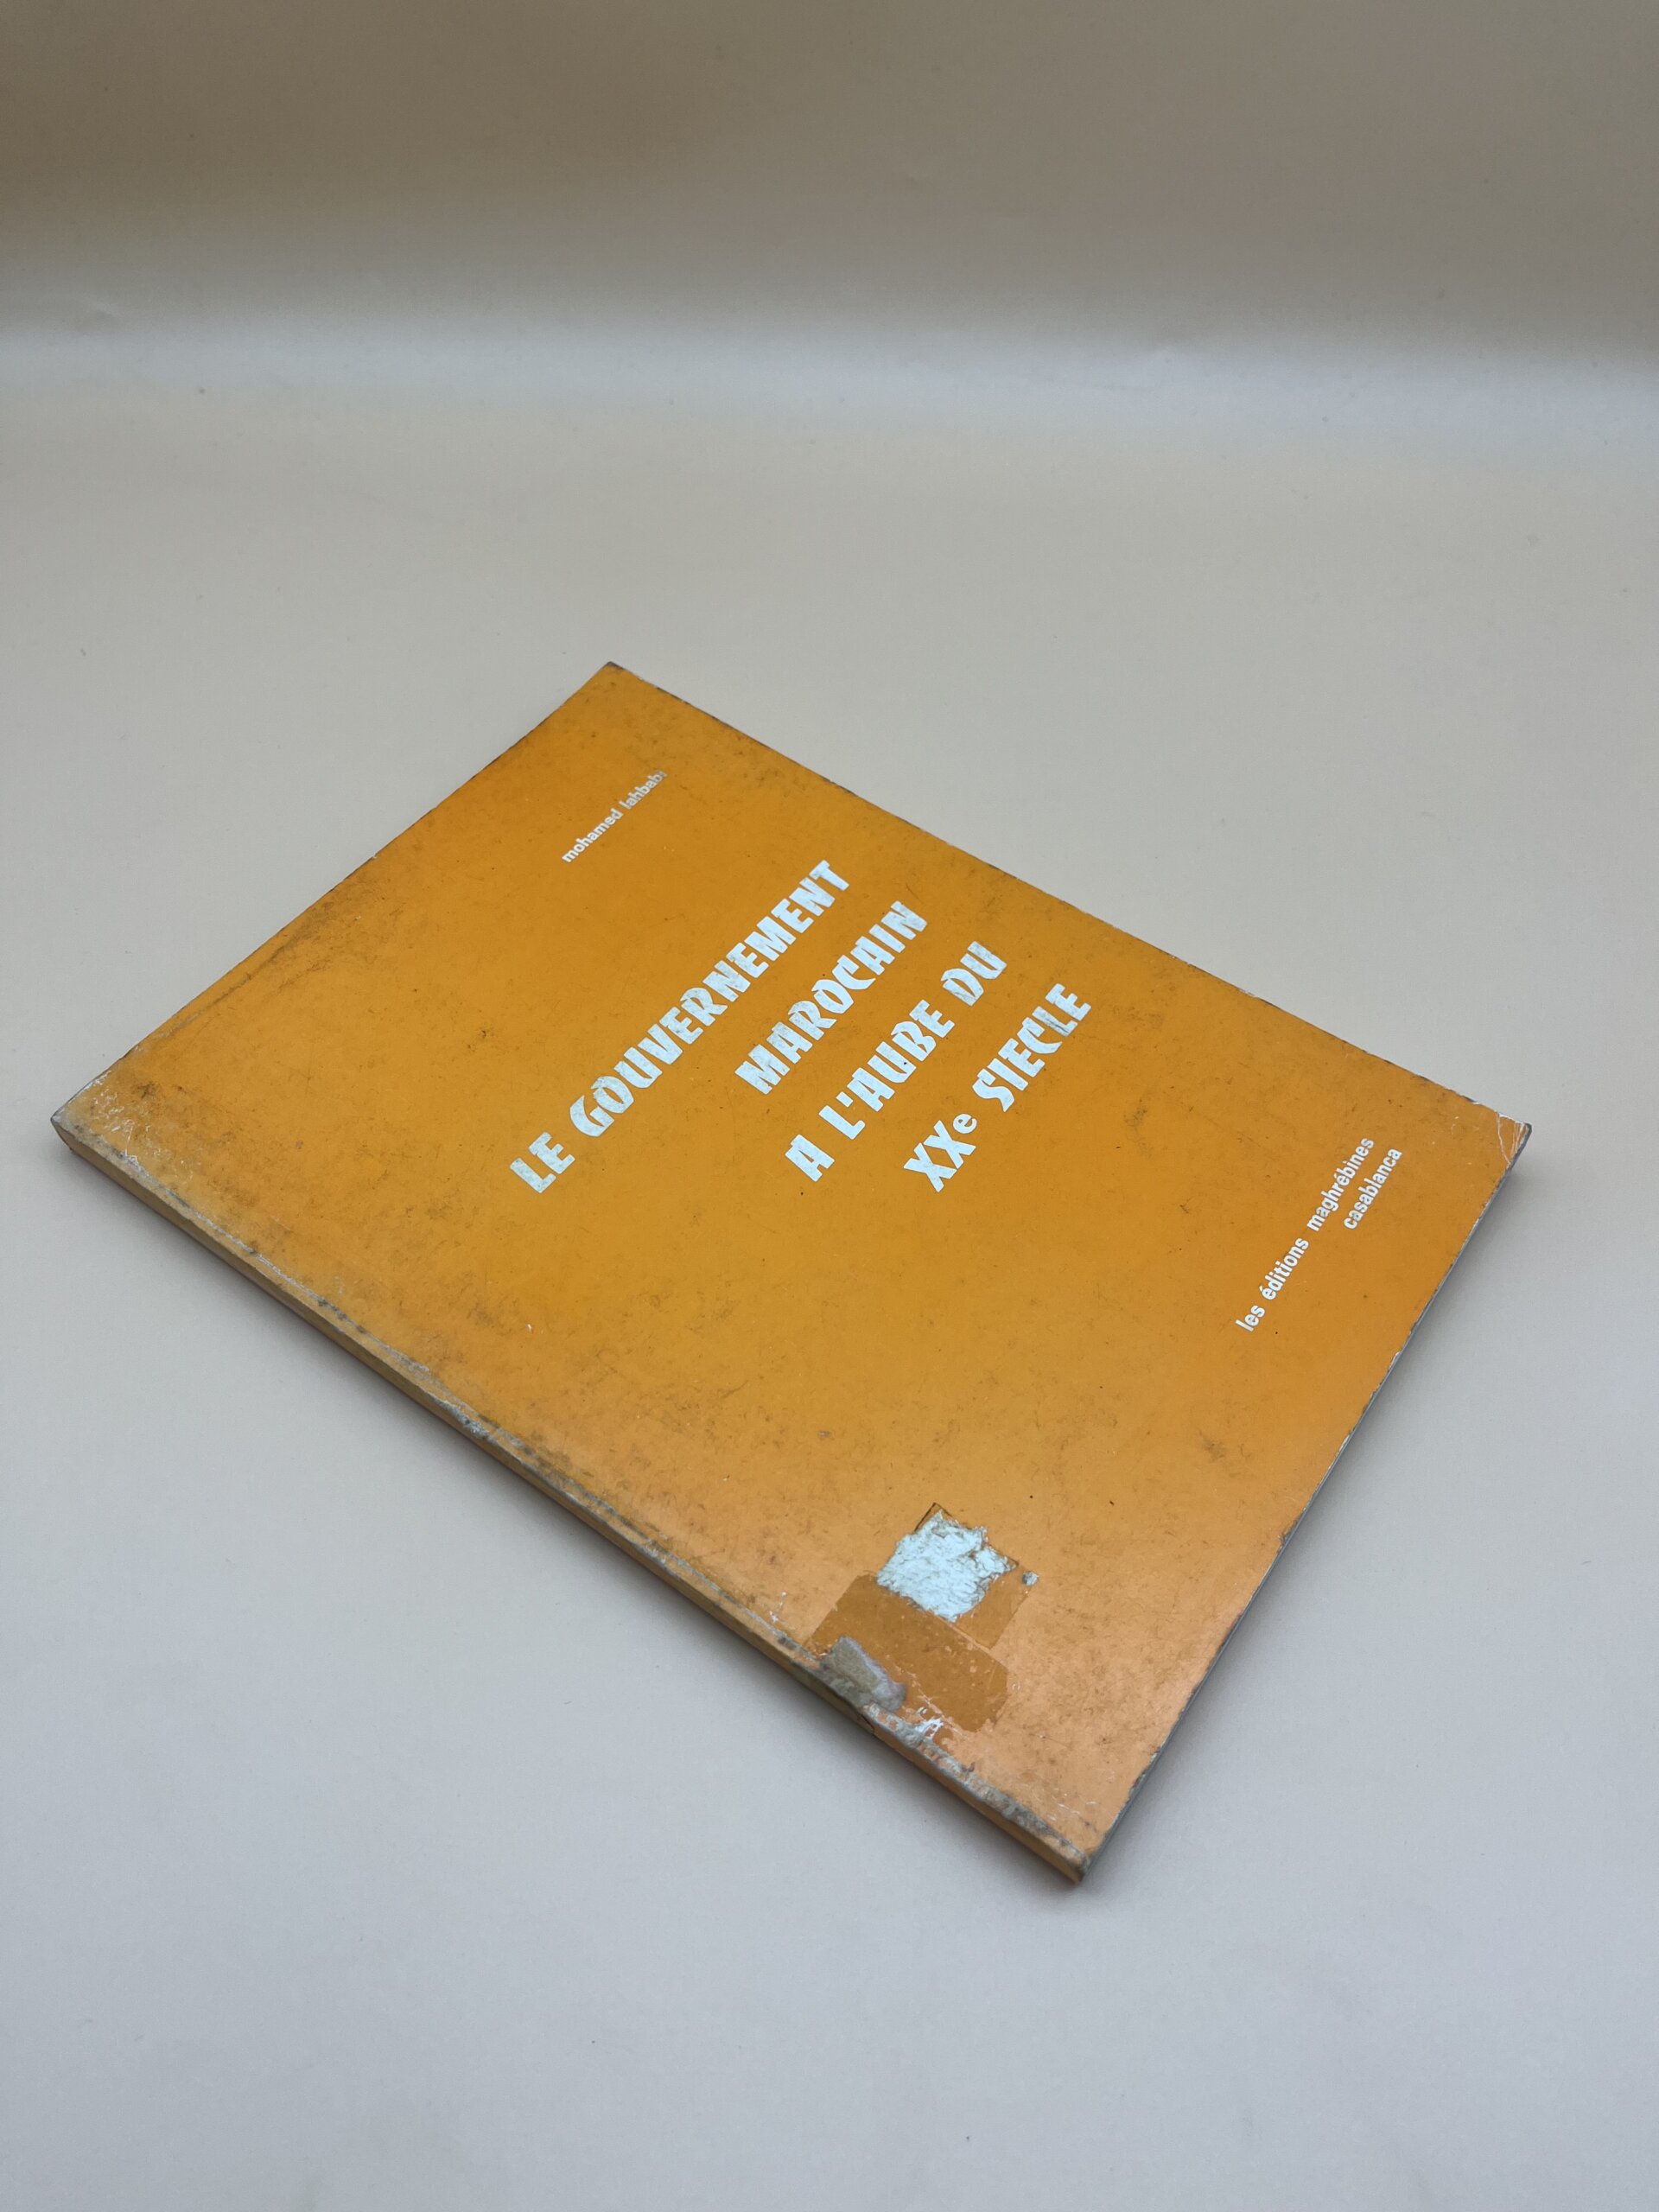 mohamed lahbabi
LE GOUVERNEMENT
MAROCAIN
A L'AUBE DU
XXe SIECLE
les éditions maghrébines
casablanca